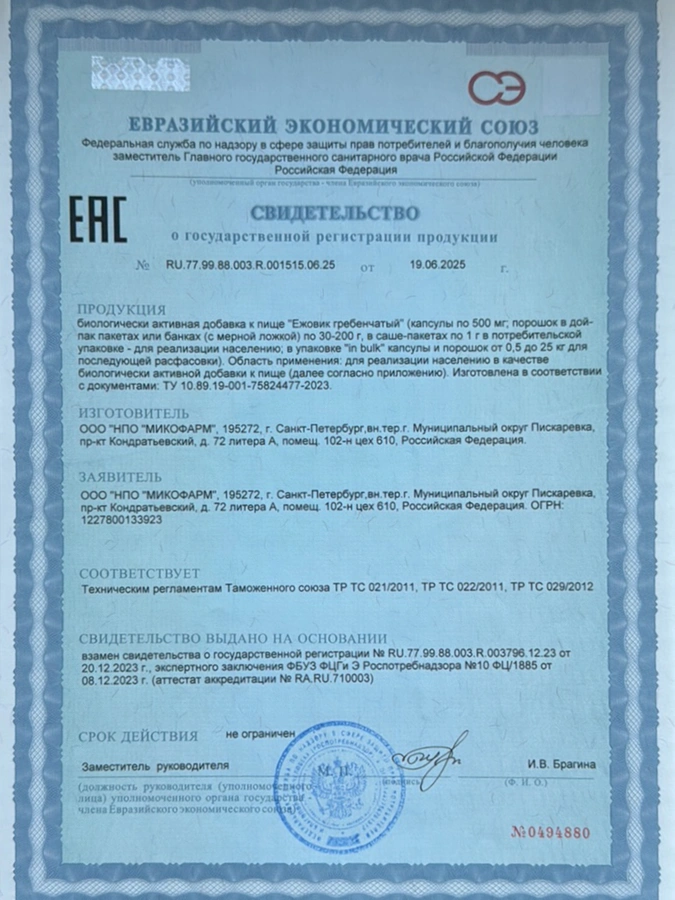 СЭ
ЕВРАЗИЙСКИЙ ЭКОНОМИЧЕСКИЙ СОЮЗ
Федеральная служба по надзору в сфере защиты прав потребителей и благополучия человека
заместитель Главного государственного санитарного врача Российской Федерации
Российская Федерация
(уполномоченный орган государства - члена Евразийского экономического союза)
ЕАС
СВИДЕТЕЛЬСТВО
о государственной регистрации продукции
№ RU.77.99.88.003.R.001515.06.25 от 19.06.2025 г.
ПРОДУКЦИЯ
биологически активная добавка к пище "Ежовик гребенчатый" (капсулы по 500 мг; порошок в дой-
пак пакетах или банках (с мерной ложкой) по 30-200 г, в саше-пакетах по 1 г в потребительской
упаковке - для реализации населению; в упаковке "in bulk" капсулы и порошок от 0,5 до 25 кг для
последующей расфасовки). Область применения: для реализации населению в качестве
биологически активной добавки к пище (далее согласно приложению). Изготовлена в соответствии
с документами: ТУ 10.89.19-001-75824477-2023.
ИЗГОТОВИТЕЛЬ
ООО "НПО "МИКОФАРМ", 195272, г. Санкт-Петербург,вн.тер.г. Муниципальный округ Пискаревка,
пр-кт Кондратьевский, д. 72 литера А, помещ. 102-н цех 610, Российская Федерация.
ЗАЯВИТЕЛЬ
ООО "НПО "МИКОФАРМ", 195272, г. Санкт-Петербург,вн.тер.г. Муниципальный округ Пискаревка,
пр-кт Кондратьевский, д. 72 литера А, помещ. 102-н цех 610, Российская Федерация. ОГРН:
1227800133923
СООТВЕТСТВУЕТ
Техническим регламентам Таможенного союза ТР ТС 021/2011, ТР ТС 022/2011, ТР ТС 029/2012
СВИДЕТЕЛЬСТВО ВЫДАНО НА ОСНОВАНИИ
взамен свидетельства о государственной регистрации № RU.77.99.88.003.R.003796.12.23 от
20.12.2023 г., экспертного заключения ФБУЗ ФЦГи Э Роспотребнадзора №10 ФЦ/1885 от
08.12.2023 г. (аттестат аккредитации № RA.RU.710003)
СРОК ДЕЙСТВИЯ не ограничен
Заместитель руководителя И.В. Брагина
М. П.
(подпись) (Ф. И. О.)
(должность руководителя (уполномоченного
лица) уполномоченного органа государства
члена Евразийского экономического союза)
№0494880